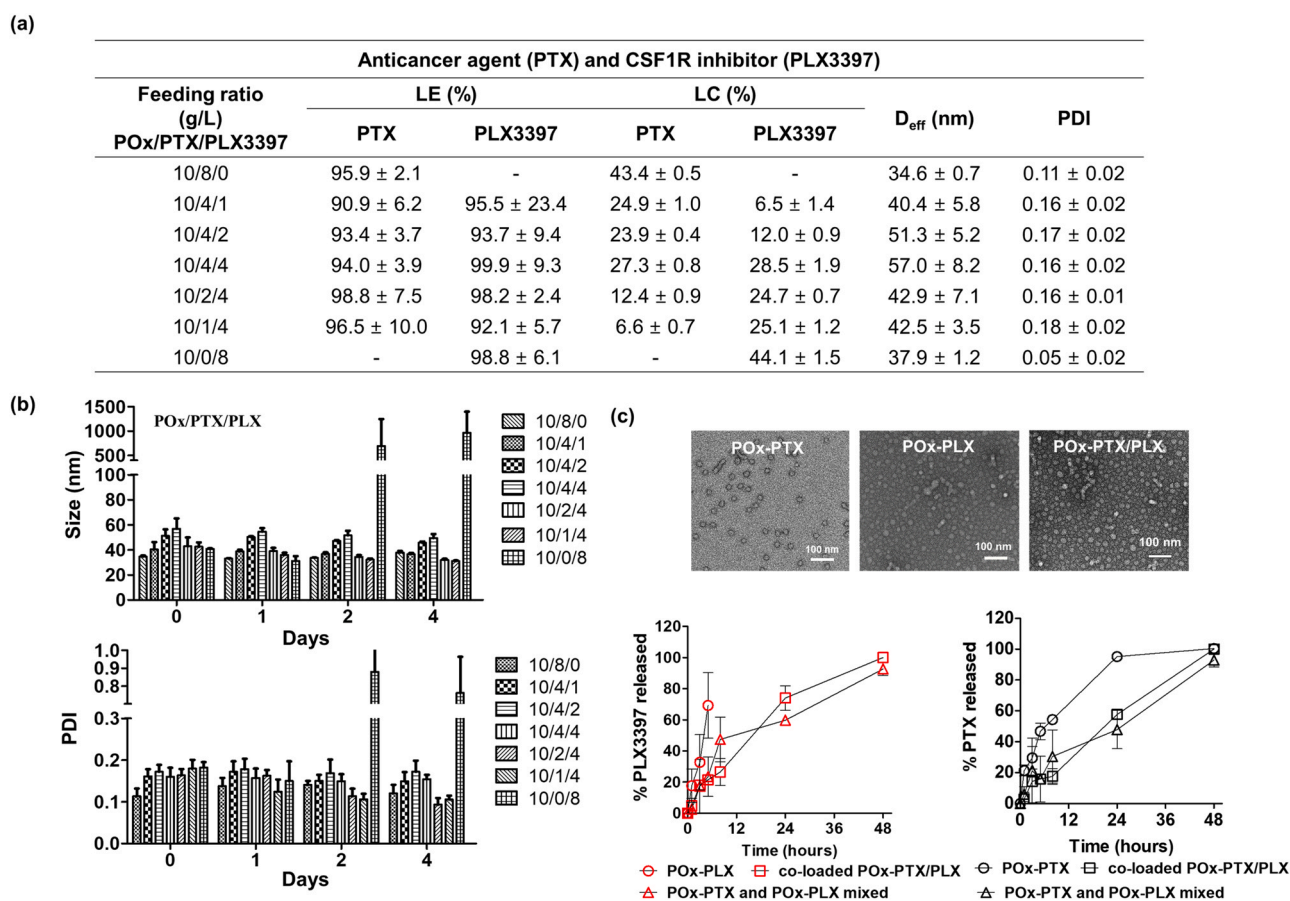 (a)
Anticancer agent (PTX) and CSF1R inhibitor (PLX3397)
Feeding ratio (g/L) POx/PTX/PLX3397 LE (%) LC (%) Deff (nm) PDI
PTX PLX3397 PTX PLX3397
10/8/0 95.9 ± 2.1 - 43.4 ± 0.5 - 34.6 ± 0.7 0.11 ± 0.02
10/4/1 90.9 ± 6.2 95.5 ± 23.4 24.9 ± 1.0 6.5 ± 1.4 40.4 ± 5.8 0.16 ± 0.02
10/4/2 93.4 ± 3.7 93.7 ± 9.4 23.9 ± 0.4 12.0 ± 0.9 51.3 ± 5.2 0.17 ± 0.02
10/4/4 94.0 ± 3.9 99.9 ± 9.3 27.3 ± 0.8 28.5 ± 1.9 57.0 ± 8.2 0.16 ± 0.02
10/2/4 98.8 ± 7.5 98.2 ± 2.4 12.4 ± 0.9 24.7 ± 0.7 42.9 ± 7.1 0.16 ± 0.01
10/1/4 96.5 ± 10.0 92.1 ± 5.7 6.6 ± 0.7 25.1 ± 1.2 42.5 ± 3.5 0.18 ± 0.02
10/0/8 - 98.8 ± 6.1 - 44.1 ± 1.5 37.9 ± 1.2 0.05 ± 0.02
(b)
POx/PTX/PLX
Size (nm)
1500
1000
500
80
60
40
20
0
0 1 2 4
Days
10/8/0
10/4/1
10/4/2
10/4/4
10/2/4
10/1/4
10/0/8
PDI
1.0
0.9
0.8
0.7
0.3
0.2
0.1
0.0
0 1 2 4
Days
10/8/0
10/4/1
10/4/2
10/4/4
10/2/4
10/1/4
10/0/8
(c)
POx-PTX
100 nm
POx-PLX
100 nm
POx-PTX/PLX
100 nm
% PLX3397 released
120
100
80
60
40
20
0
0 12 24 36 48
Time (hours)
POx-PLX co-loaded POx-PTX/PLX
POx-PTX and POx-PLX mixed
% PTX released
120
100
80
60
40
20
0
0 12 24 36 48
Time (hours)
POx-PTX co-loaded POx-PTX/PLX
POx-PTX and POx-PLX mixed